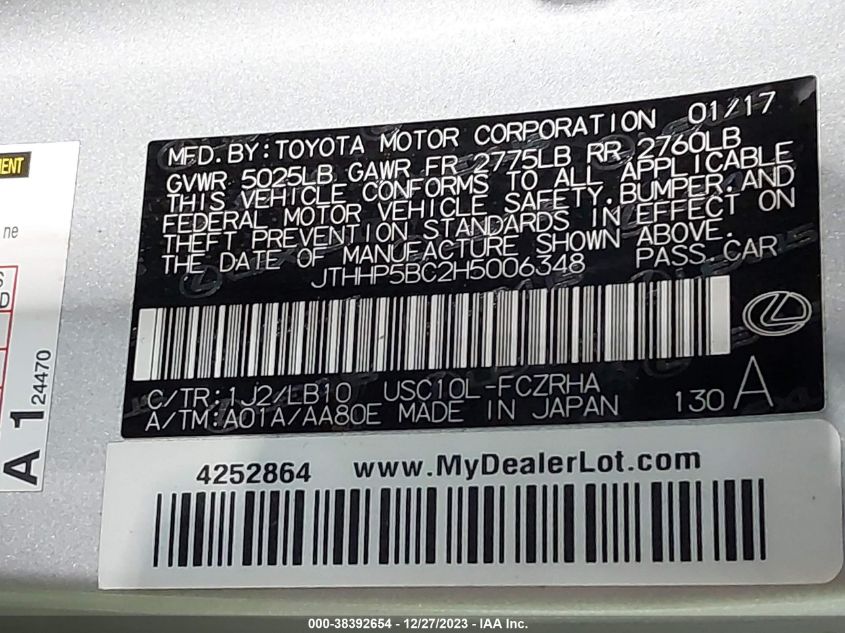 MFD. BY: TOYOTA MOTOR CORPORATION 01/17
GVWR 5025LB GAWR FR 2775LB RR 2760LB
THIS VEHICLE CONFORMS TO ALL APPLICABLE
FEDERAL MOTOR VEHICLE SAFETY, BUMPER, AND
THEFT PREVENTION STANDARDS IN EFFECT ON
THE DATE OF MANUFACTURE SHOWN ABOVE.
JTHHP5BC2H5006348 PASS. CAR
C/TR: 1J2/LB10 USC10L-FCZRHA
A/TM: A01A/AA80E MADE IN JAPAN 130 A
4252864 www.MyDealerLot.com
ne
A 1 24470
000-38392654 - 12/27/2023 - IAA Inc.